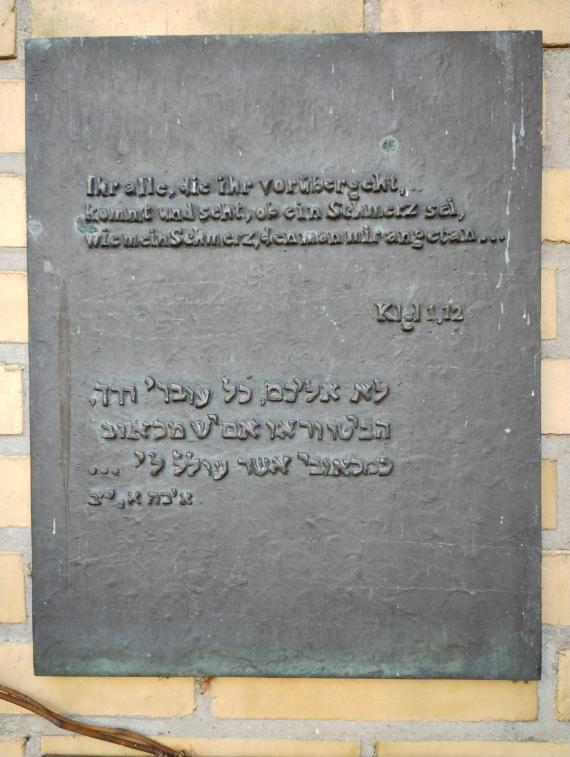 Ihr alle, die ihr vorübergeht,
kommt und seht, ob ein Schmerz sei,
wie mein Schmerz, den man mir angetan ...
Klgl 1,12
לא אליכם, כל עוברי דרך,
הביטו וראו אם יש מכאוב
כמכאובי אשר עולל לי ...
איכה א, יב